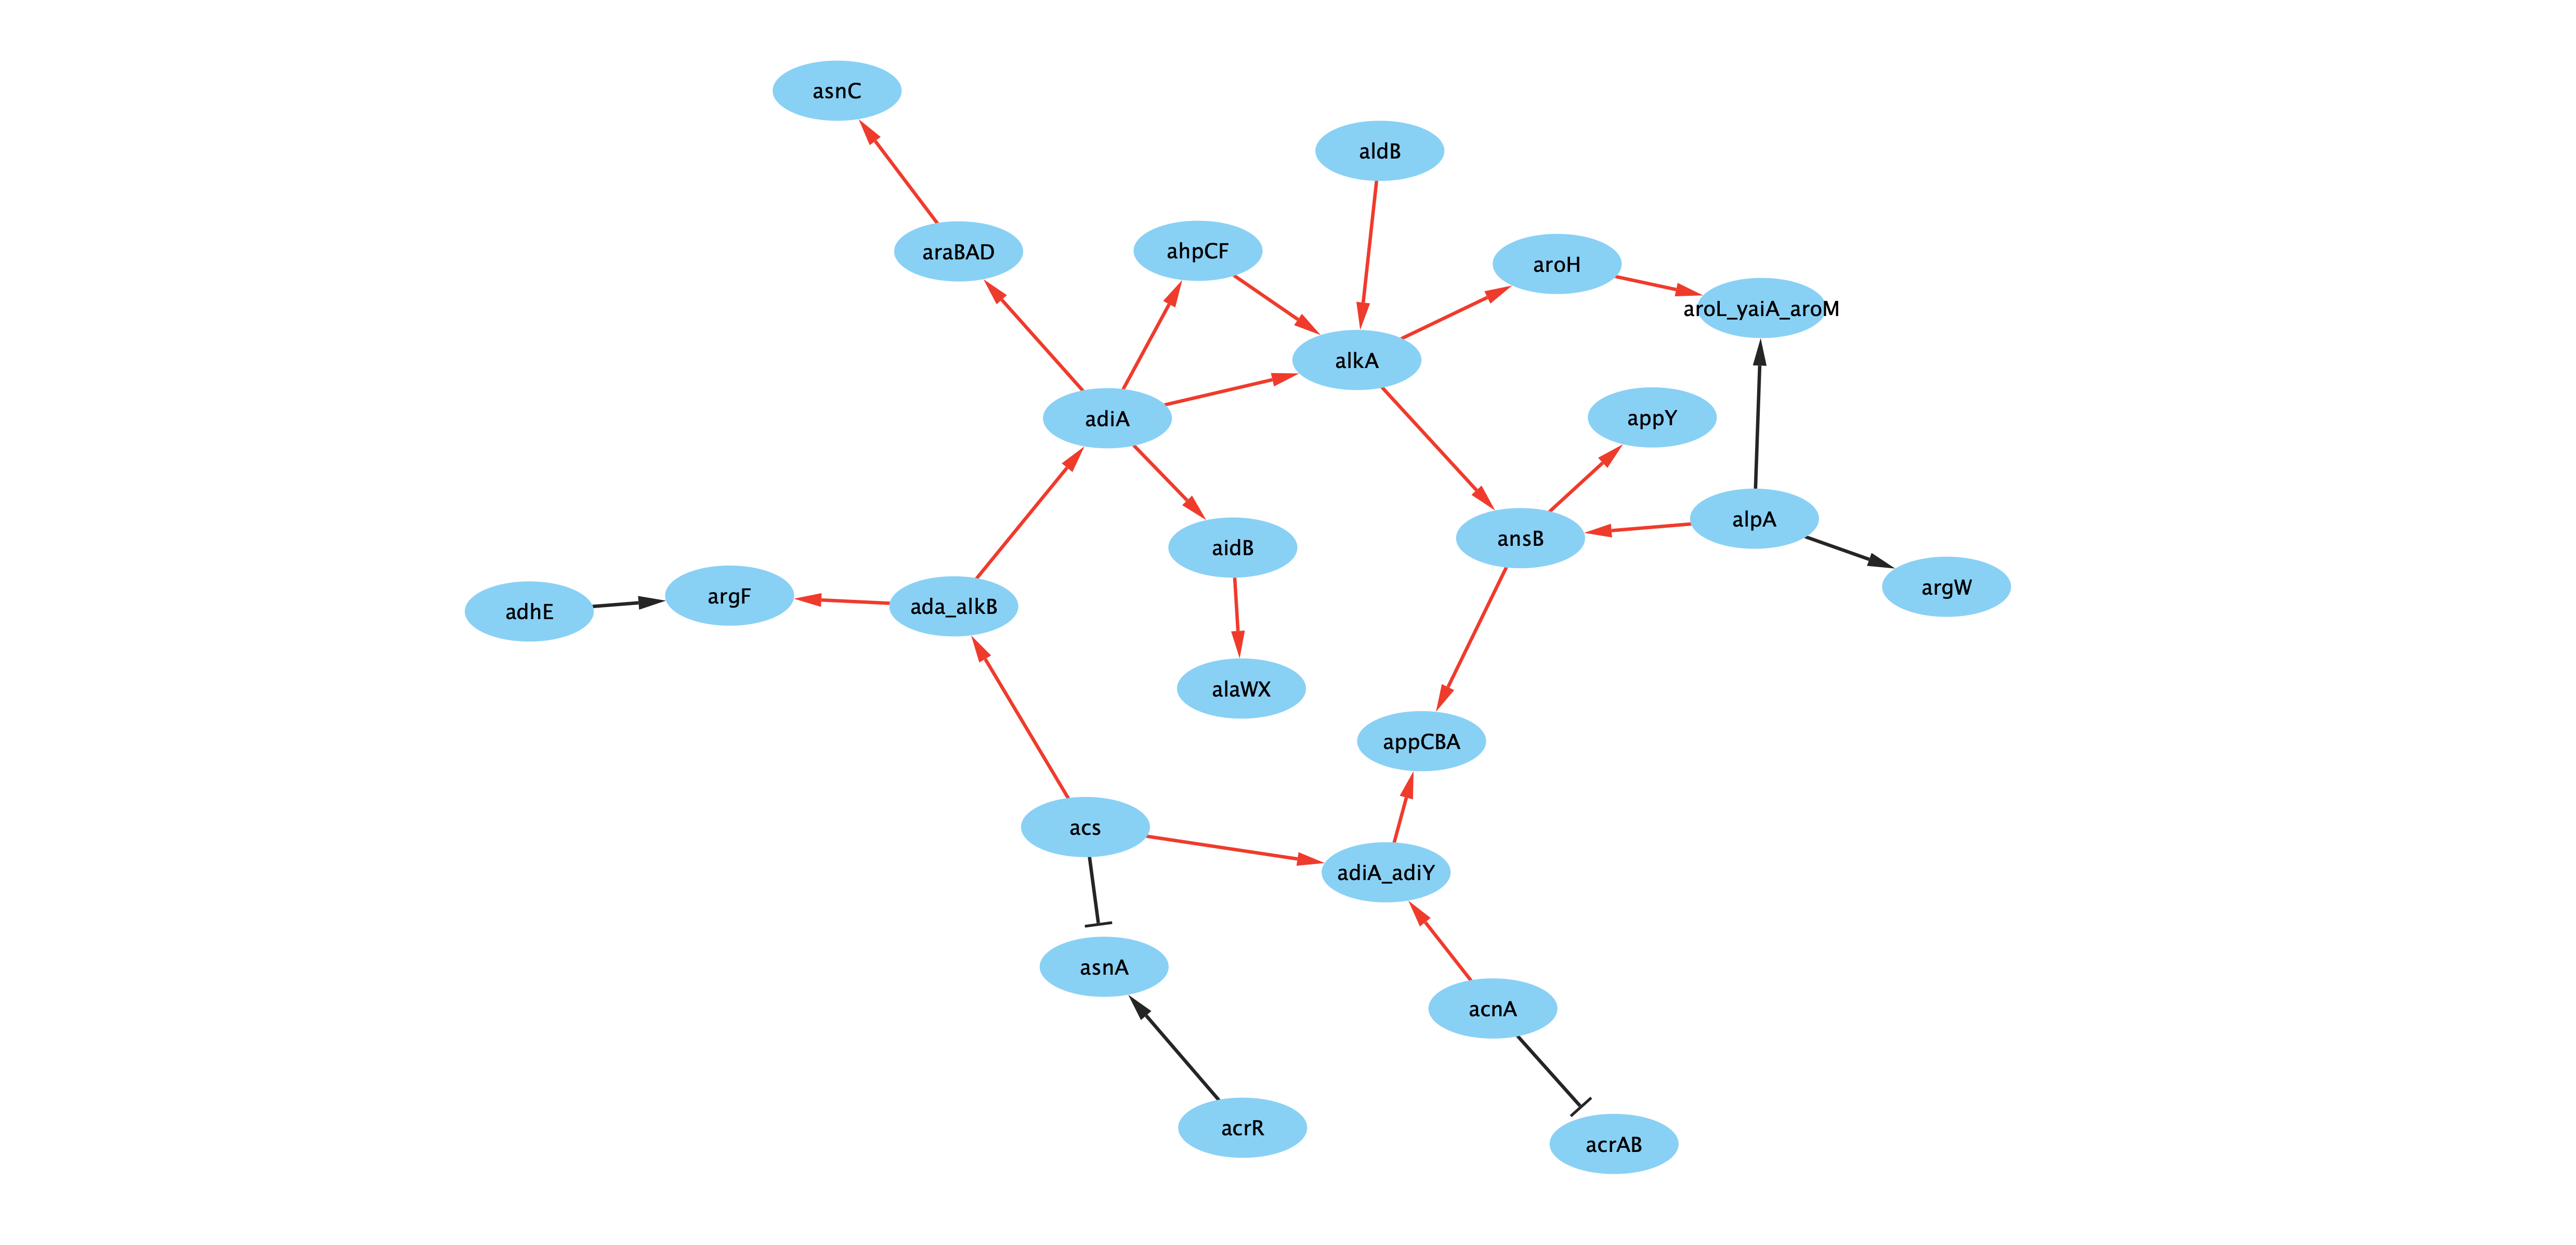 asnC
aldB
araBAD
ahpCF
aroH
aroL_yaiA_aroM
alkA
adiA
appY
alpA
ansB
aidB
argW
adhE
argF
ada_alkB
alaWX
appCBA
acs
adiA_adiY
asnA
acnA
acrR
acrAB